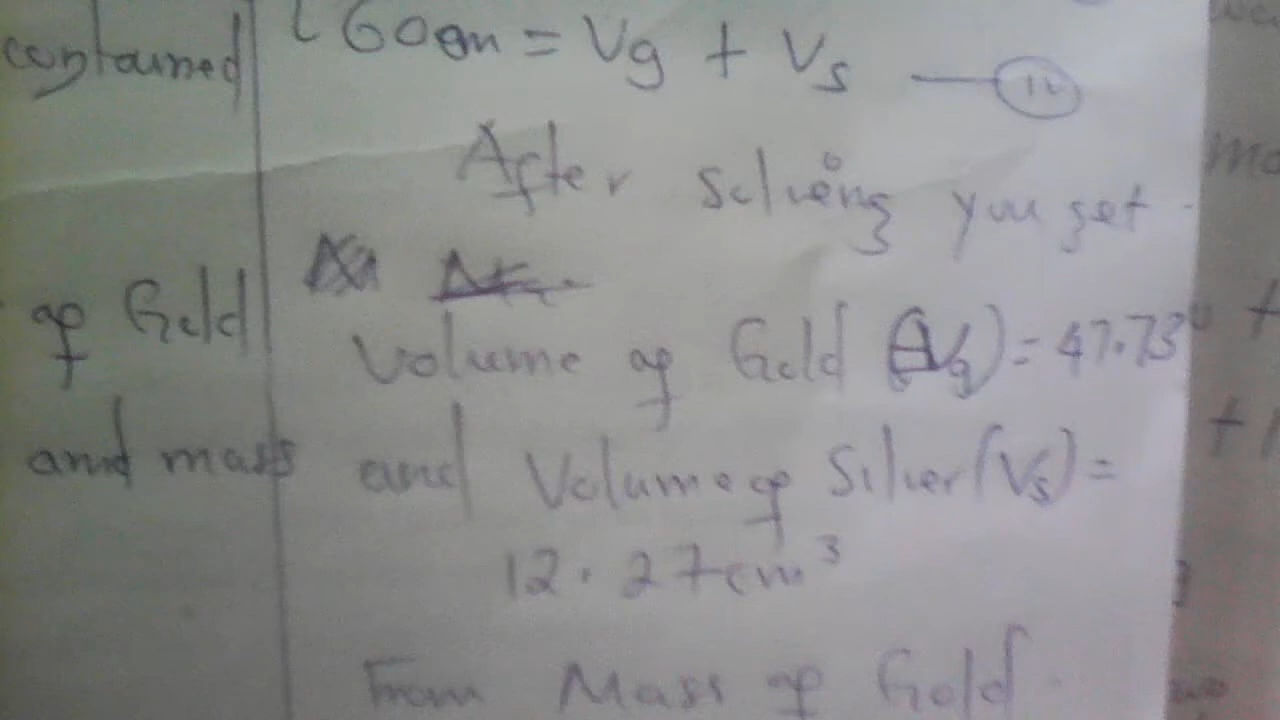 contained
60cm = Vg + Vs
After solving you get
of Gold
Volume of Gold (Vg) = 47.73
and mass
and Volume of Silver (Vs) =
12.27cm³
From Mass of Gold